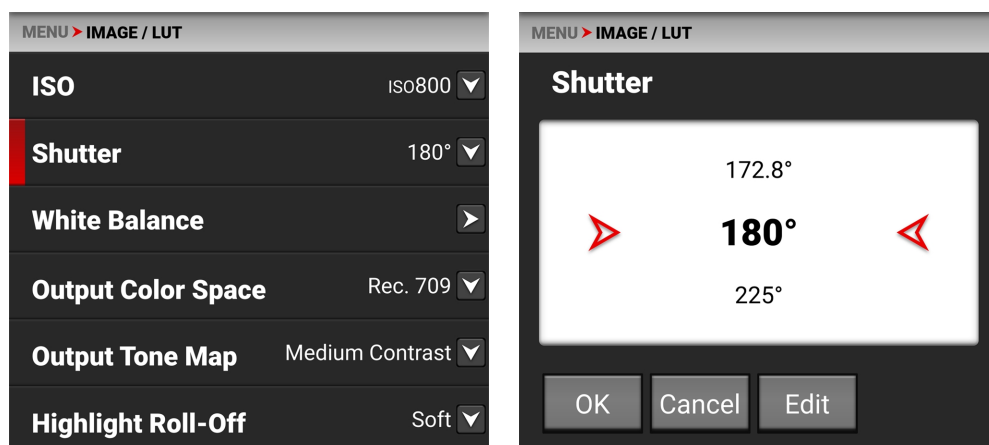 MENU > IMAGE / LUT
ISO ISO800
Shutter 180°
White Balance
Output Color Space Rec. 709
Output Tone Map Medium Contrast
Highlight Roll-Off Soft
MENU > IMAGE / LUT
Shutter
172.8°
180°
225°
OK Cancel Edit